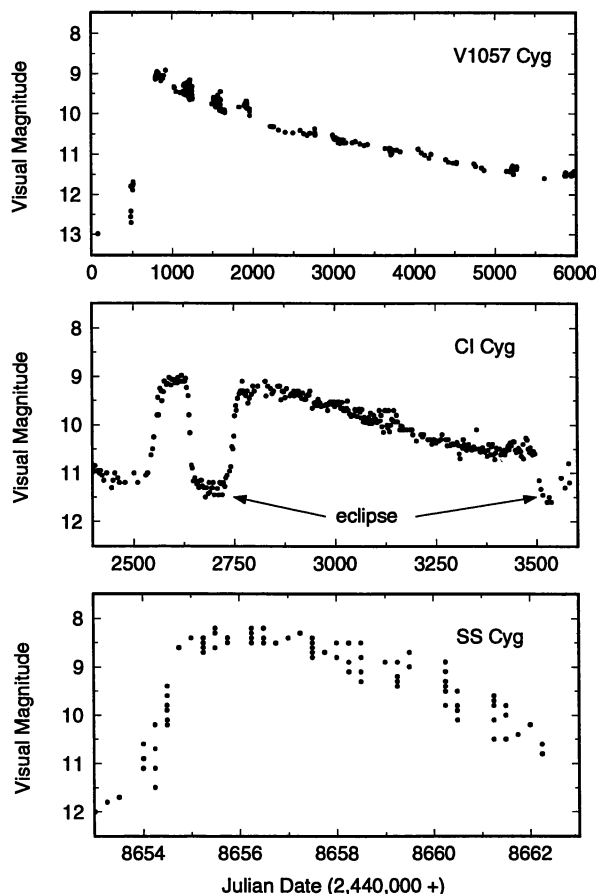 V1057 Cyg
Visual Magnitude
8
9
10
11
12
13
0 1000 2000 3000 4000 5000 6000
CI Cyg
Visual Magnitude
8
9
10
11
12
eclipse
2500 2750 3000 3250 3500
SS Cyg
Visual Magnitude
8
9
10
11
12
8654 8656 8658 8660 8662
Julian Date (2,440,000 +)